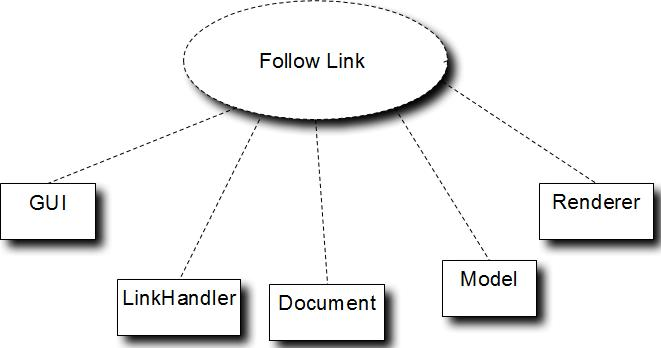 Follow Link
GUI
Renderer
LinkHandler
Document
Model